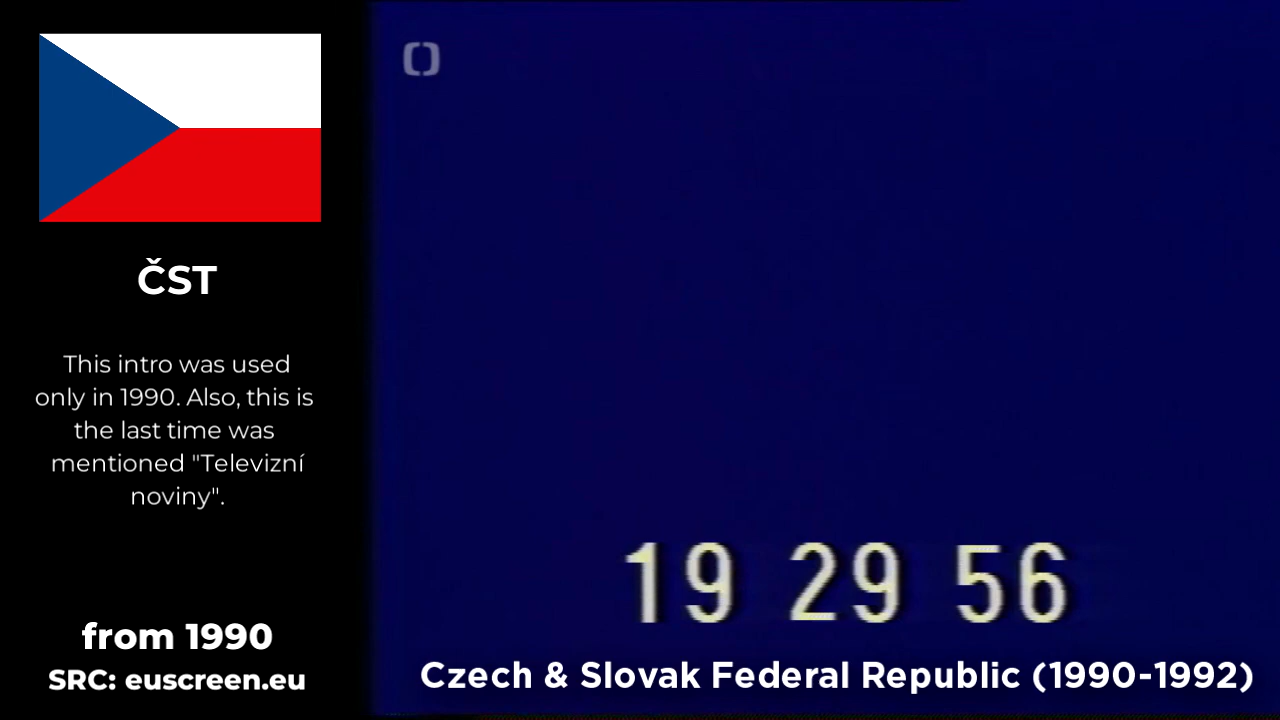 ČST
This intro was used
only in 1990. Also, this is
the last time was
mentioned "Televizní
noviny".
from 1990
SRC: euscreen.eu
19 29 56
Czech & Slovak Federal Republic (1990-1992)